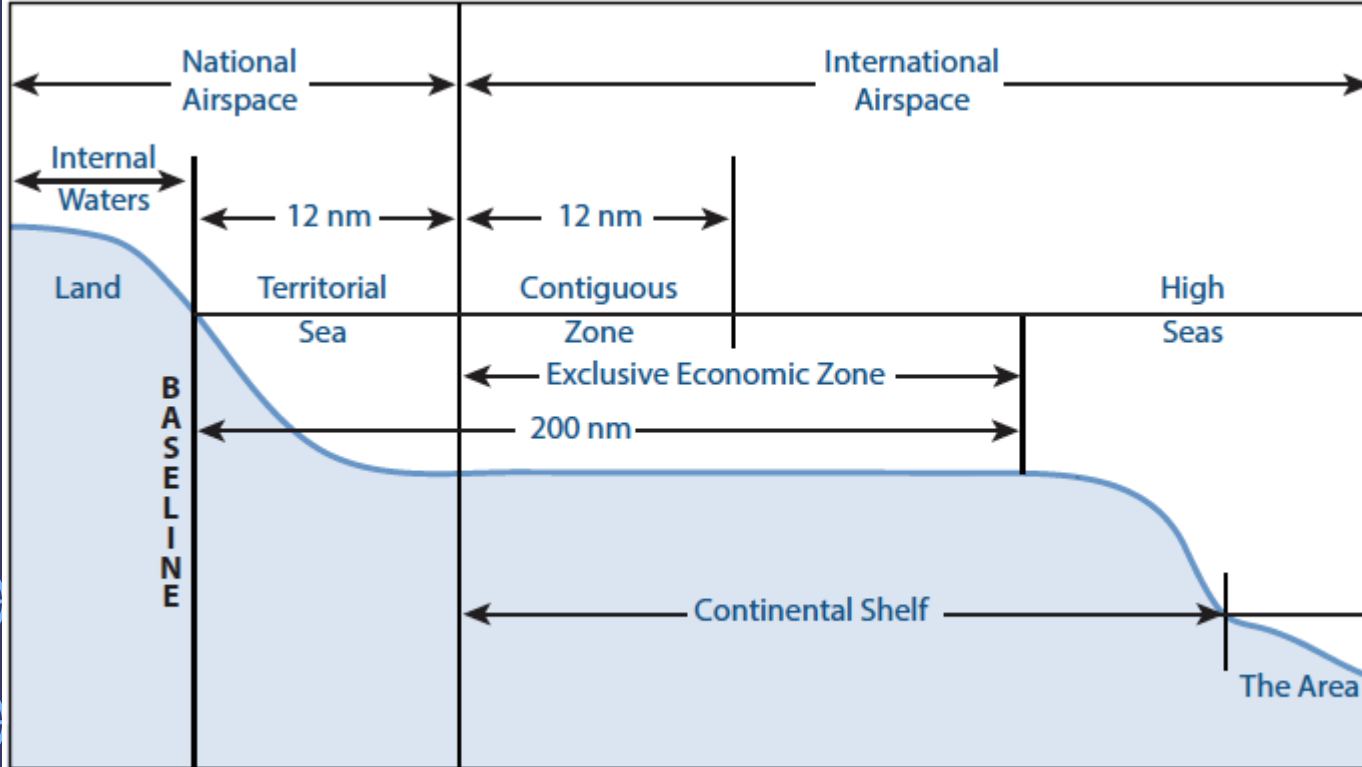 National
Airspace
International
Airspace
Internal
Waters
12 nm
12 nm
Land
Territorial
Sea
Contiguous
Zone
High
Seas
Exclusive Economic Zone
200 nm
BASELINE
Continental Shelf
The Area